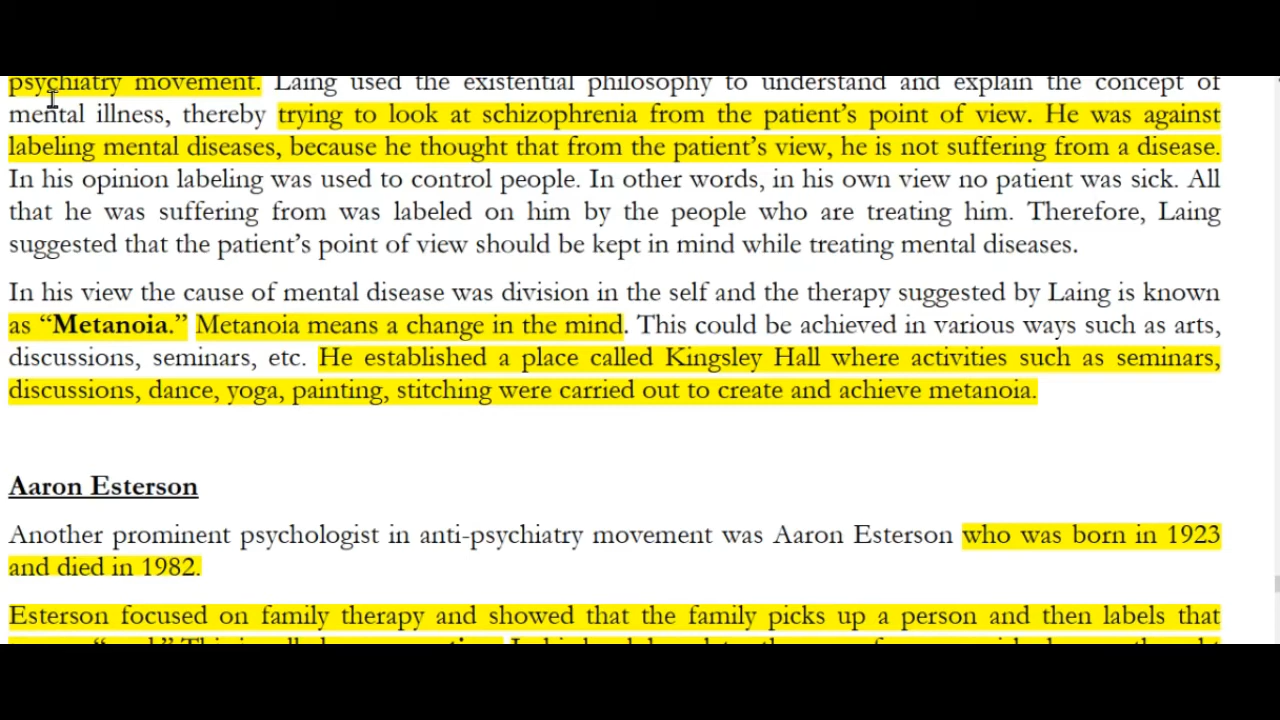 psychiatry movement. Laing used the existential philosophy to understand and explain the concept of
mental illness, thereby trying to look at schizophrenia from the patient’s point of view. He was against
labeling mental diseases, because he thought that from the patient’s view, he is not suffering from a disease.
In his opinion labeling was used to control people. In other words, in his own view no patient was sick. All
that he was suffering from was labeled on him by the people who are treating him. Therefore, Laing
suggested that the patient’s point of view should be kept in mind while treating mental diseases.
In his view the cause of mental disease was division in the self and the therapy suggested by Laing is known
as “Metanoia.” Metanoia means a change in the mind. This could be achieved in various ways such as arts,
discussions, seminars, etc. He established a place called Kingsley Hall where activities such as seminars,
discussions, dance, yoga, painting, stitching were carried out to create and achieve metanoia.
Aaron Esterson
Another prominent psychologist in anti-psychiatry movement was Aaron Esterson who was born in 1923
and died in 1982.
Esterson focused on family therapy and showed that the family picks up a person and then labels that